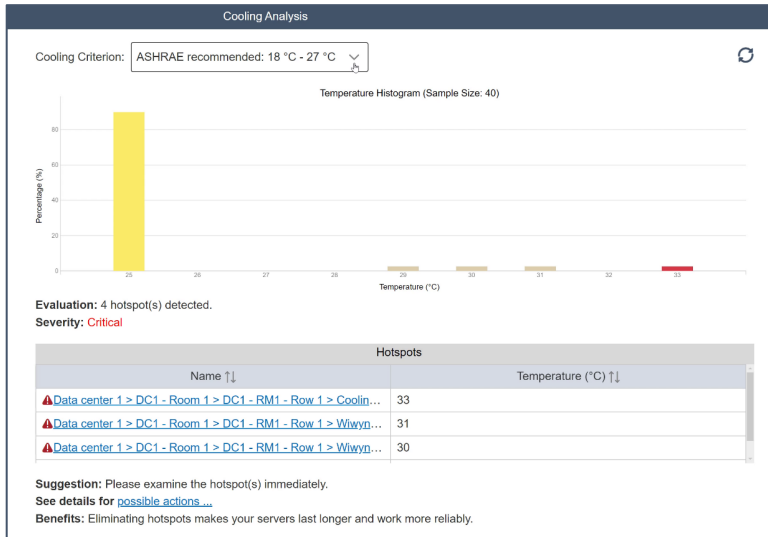 Cooling Analysis
Cooling Criterion: ASHRAE recommended: 18 °C - 27 °C
Temperature Histogram (Sample Size: 40)
Percentage (%)
80
60
40
20
0
25 26 27 28 29 30 31 32 33
Temperature (°C)
Evaluation: 4 hotspot(s) detected.
Severity: Critical
Hotspots
Name ↑↓ Temperature (°C) ↑↓
Data center 1 > DC1 - Room 1 > DC1 - RM1 - Row 1 > Coolin... 33
Data center 1 > DC1 - Room 1 > DC1 - RM1 - Row 1 > Wiwyn... 31
Data center 1 > DC1 - Room 1 > DC1 - RM1 - Row 1 > Wiwyn... 30
Suggestion: Please examine the hotspot(s) immediately.
See details for possible actions ...
Benefits: Eliminating hotspots makes your servers last longer and work more reliably.